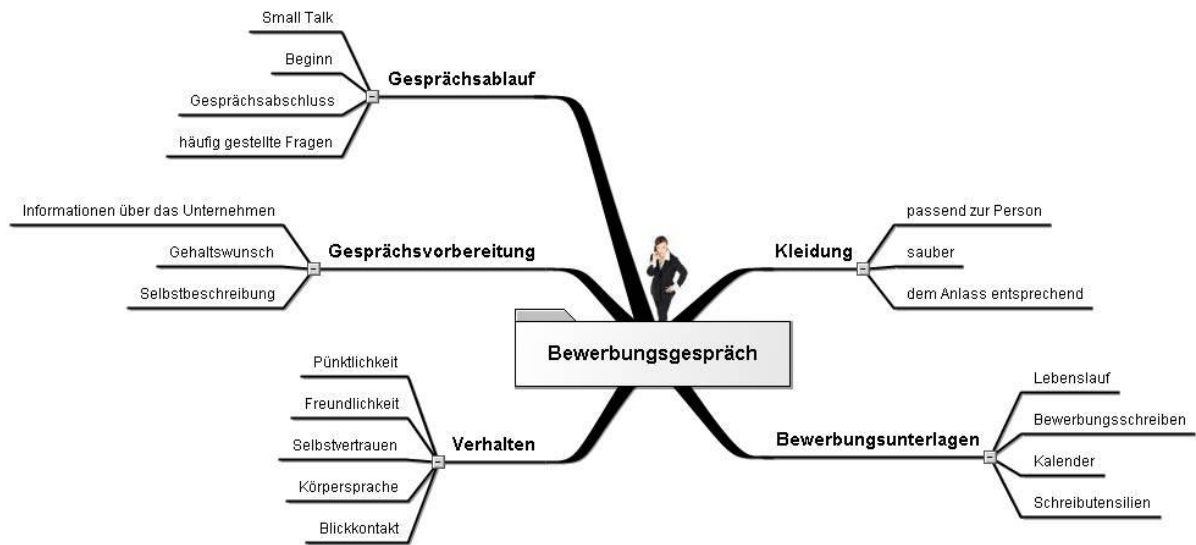 Small Talk
Beginn
Gesprächsabschluss
häufig gestellte Fragen
Gesprächsablauf
Informationen über das Unternehmen
Gehaltswunsch
Selbstbeschreibung
Gesprächsvorbereitung
Pünktlichkeit
Freundlichkeit
Selbstvertrauen
Körpersprache
Blickkontakt
Verhalten
Bewerbungsgespräch
Kleidung
passend zur Person
sauber
dem Anlass entsprechend
Bewerbungsunterlagen
Lebenslauf
Bewerbungsschreiben
Kalender
Schreibutensilien